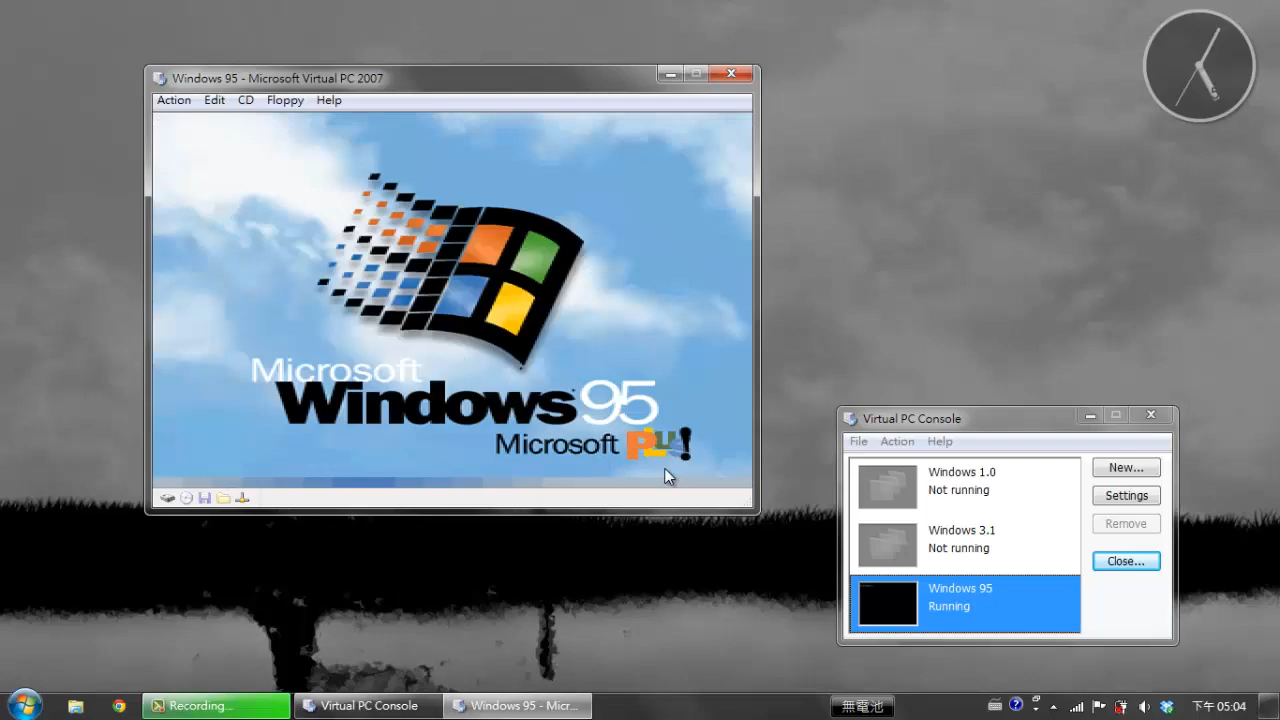 Windows 95 - Microsoft Virtual PC 2007
Action Edit CD Floppy Help
Microsoft
Windows 95
Microsoft Plus!
Virtual PC Console
File Action Help
Windows 1.0
Not running
Windows 3.1
Not running
Windows 95
Running
New...
Settings
Remove
Close...
Recording...
Virtual PC Console
Windows 95 - Micr...
無電池
下午 05:04